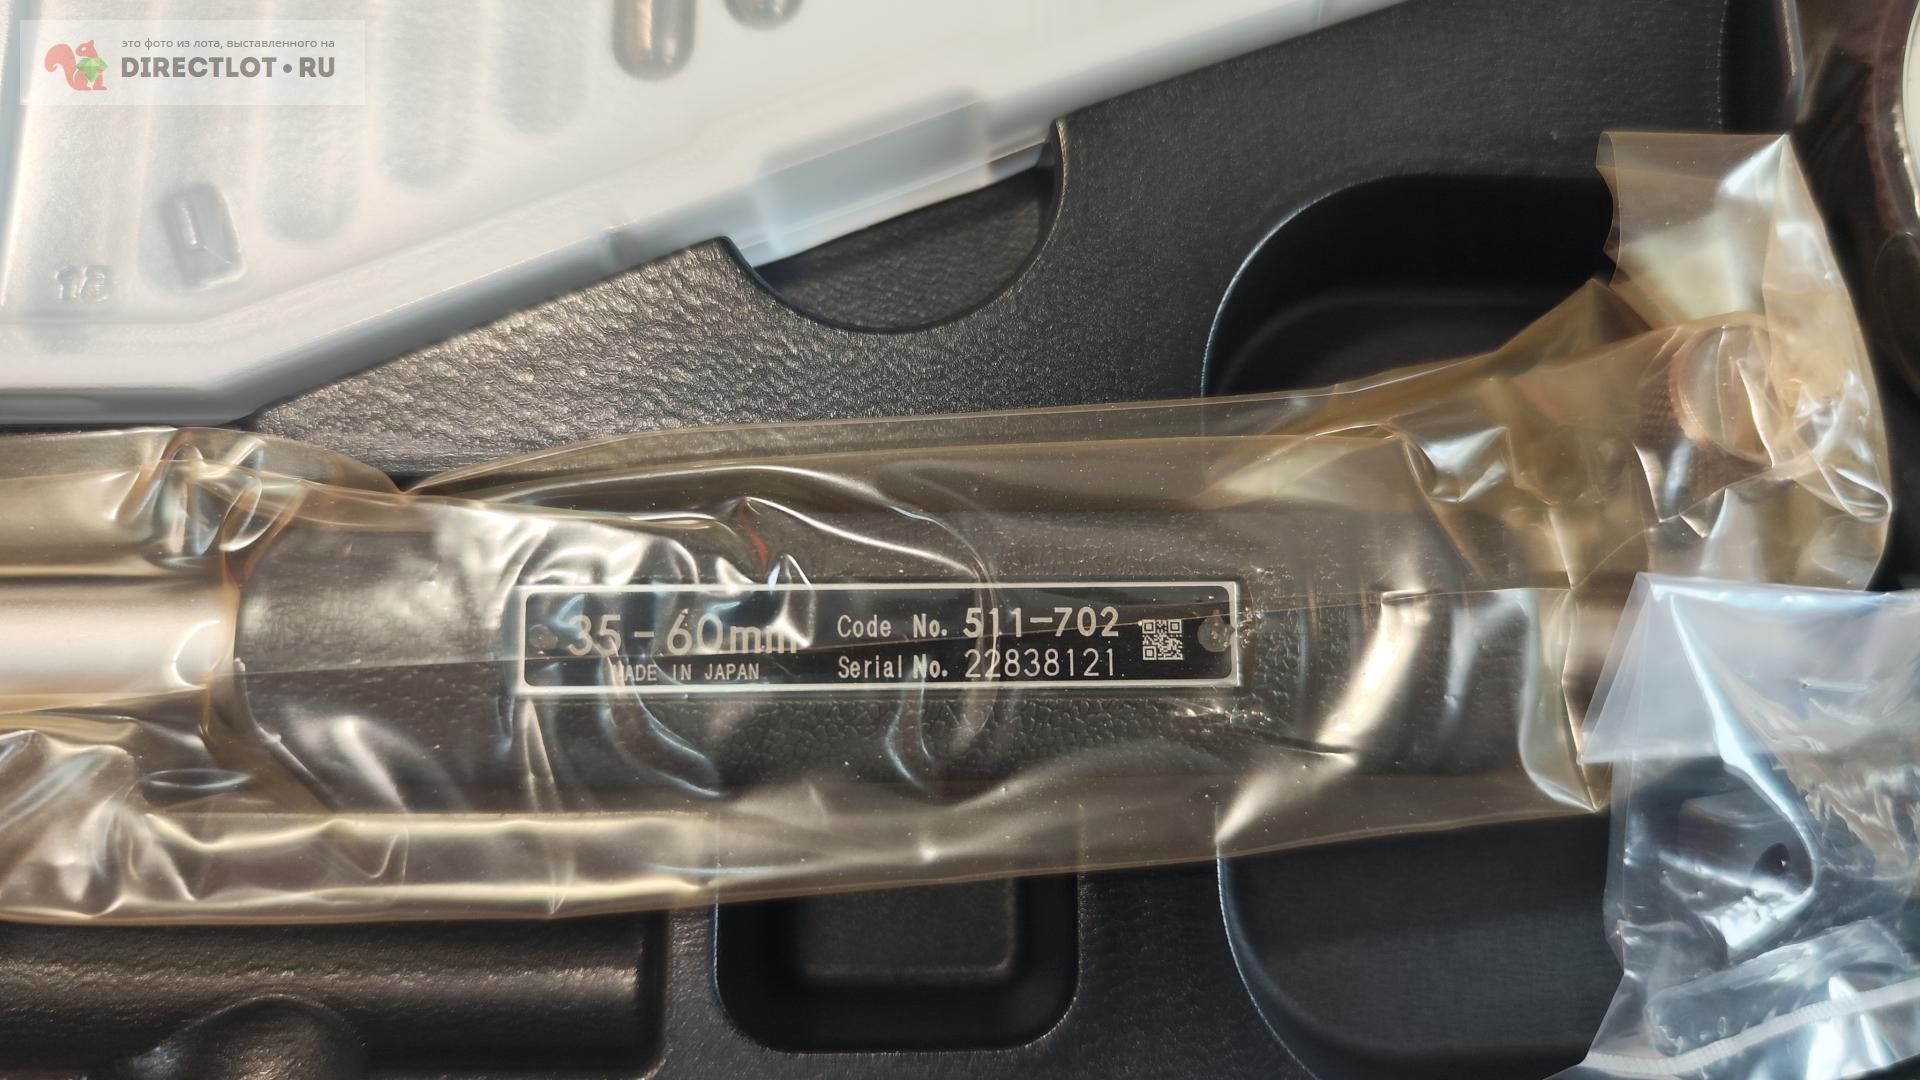 это фото из лота, выставленного на
DIRECTLOT•RU
18
35-60mm
MADE IN JAPAN
Code No. 511-702
Serial No. 22838121